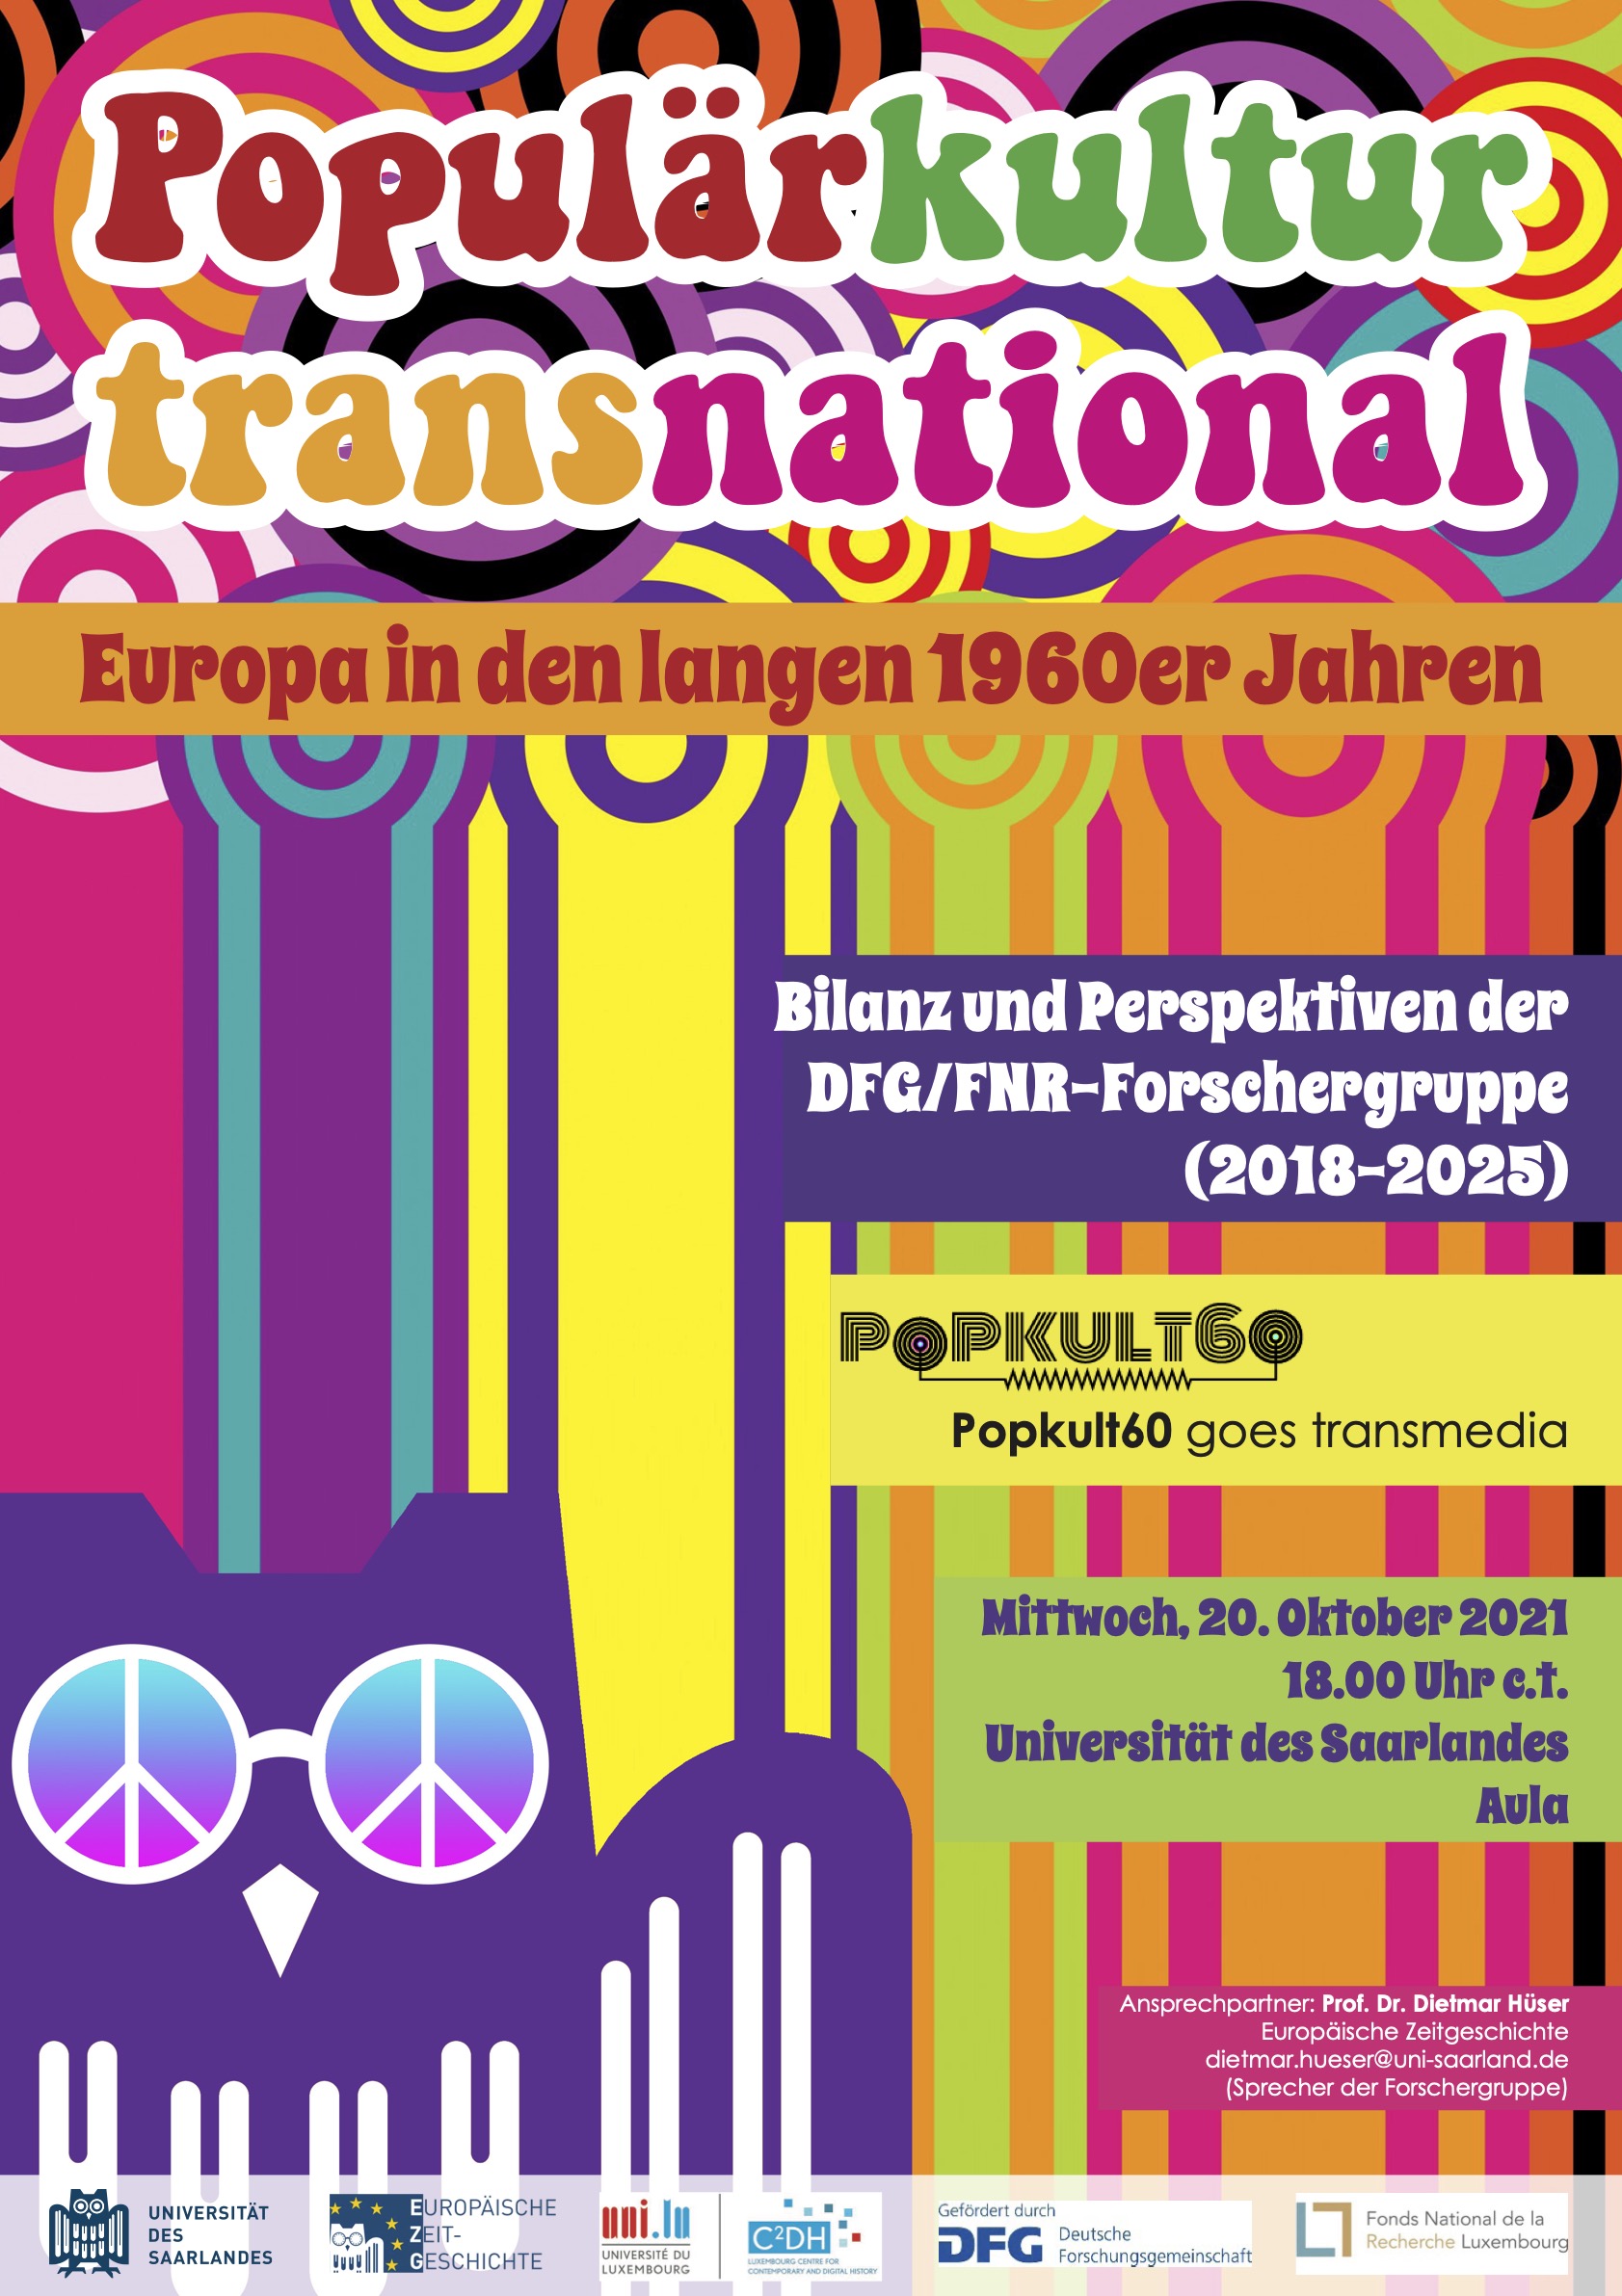 Populärkultur
transnational
Europa in den langen 1960er Jahren
Bilanz und Perspektiven der
DFG/FNR-Forschergruppe
(2018-2025)
POPKULT60
Popkult60 goes transmedia
Mittwoch, 20. Oktober 2021
18.00 Uhr c.t.
Universität des Saarlandes
Aula
Ansprechpartner: Prof. Dr. Dietmar Hüser
Europäische Zeitgeschichte
dietmar.hueser@uni-saarland.de
(Sprecher der Forschergruppe)
UNIVERSITÄT
DES
SAARLANDES
EUROPÄISCHE
ZEIT-
GESCHICHTE
uni.lu
UNIVERSITÉ DU
LUXEMBOURG
C²DH
LUXEMBOURG CENTRE FOR
CONTEMPORARY AND DIGITAL HISTORY
Gefördert durch
DFG Deutsche
Forschungsgemeinschaft
Fonds National de la
Recherche Luxembourg